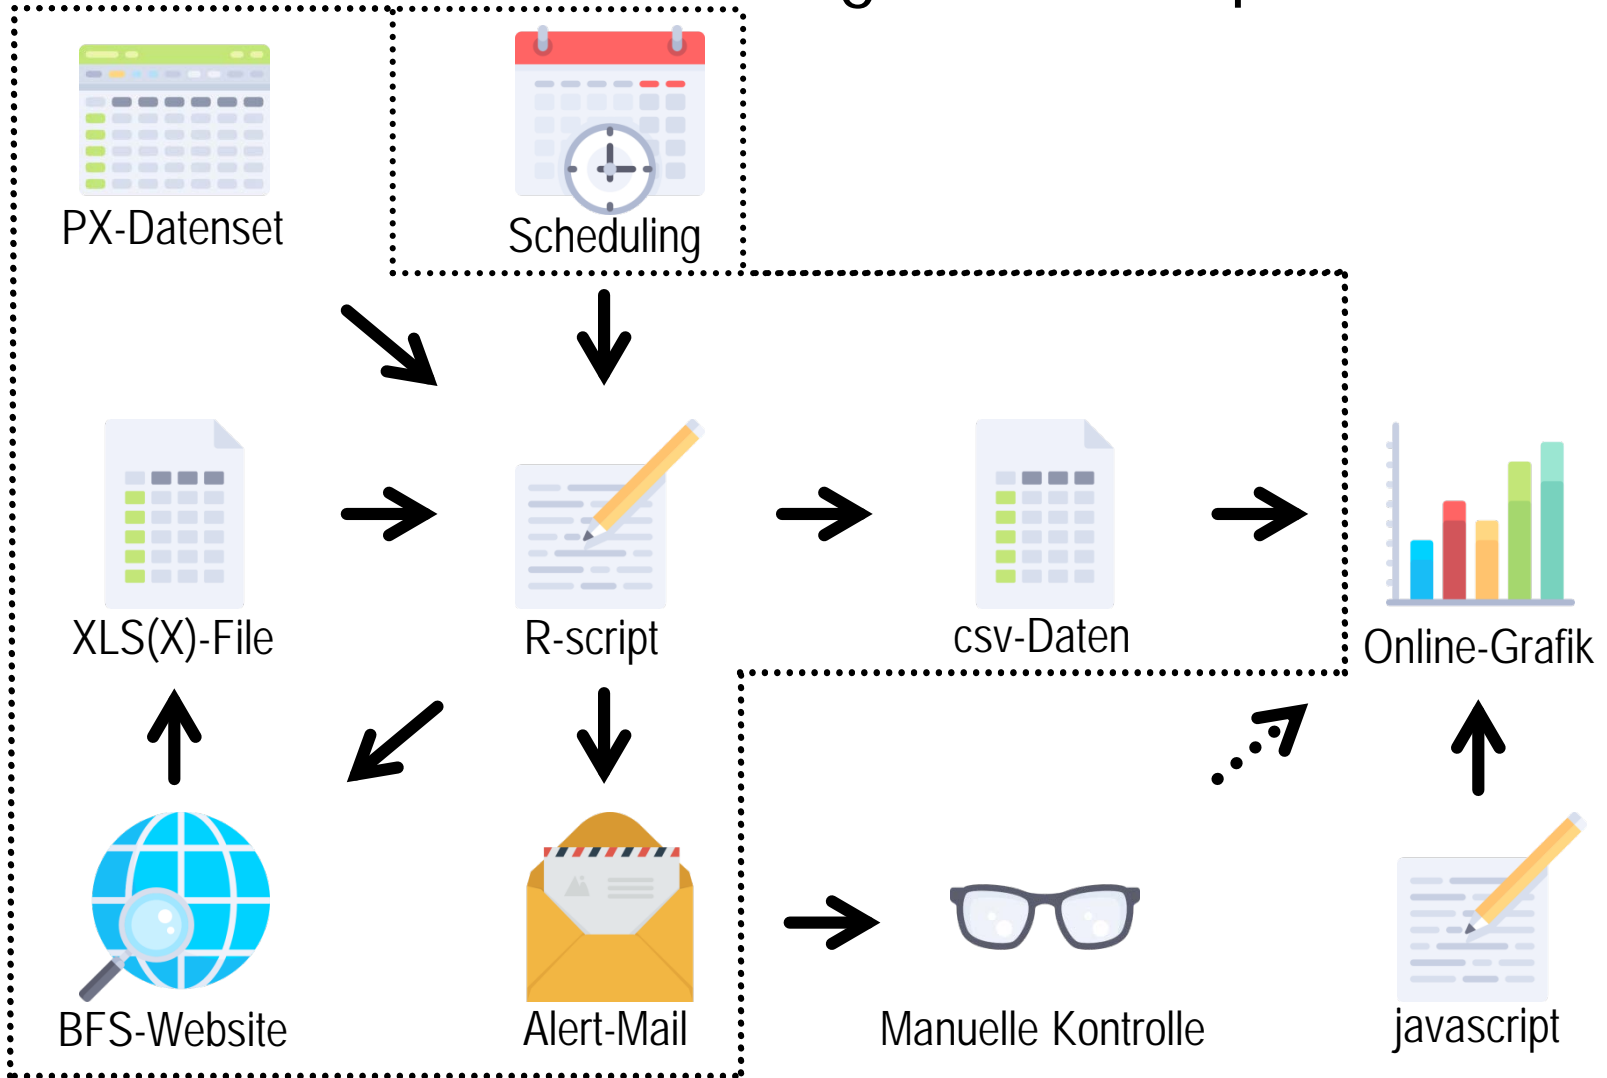 PX-Datenset
Scheduling
XLS(X)-File
R-script
csv-Daten
Online-Grafik
BFS-Website
Alert-Mail
Manuelle Kontrolle
javascript